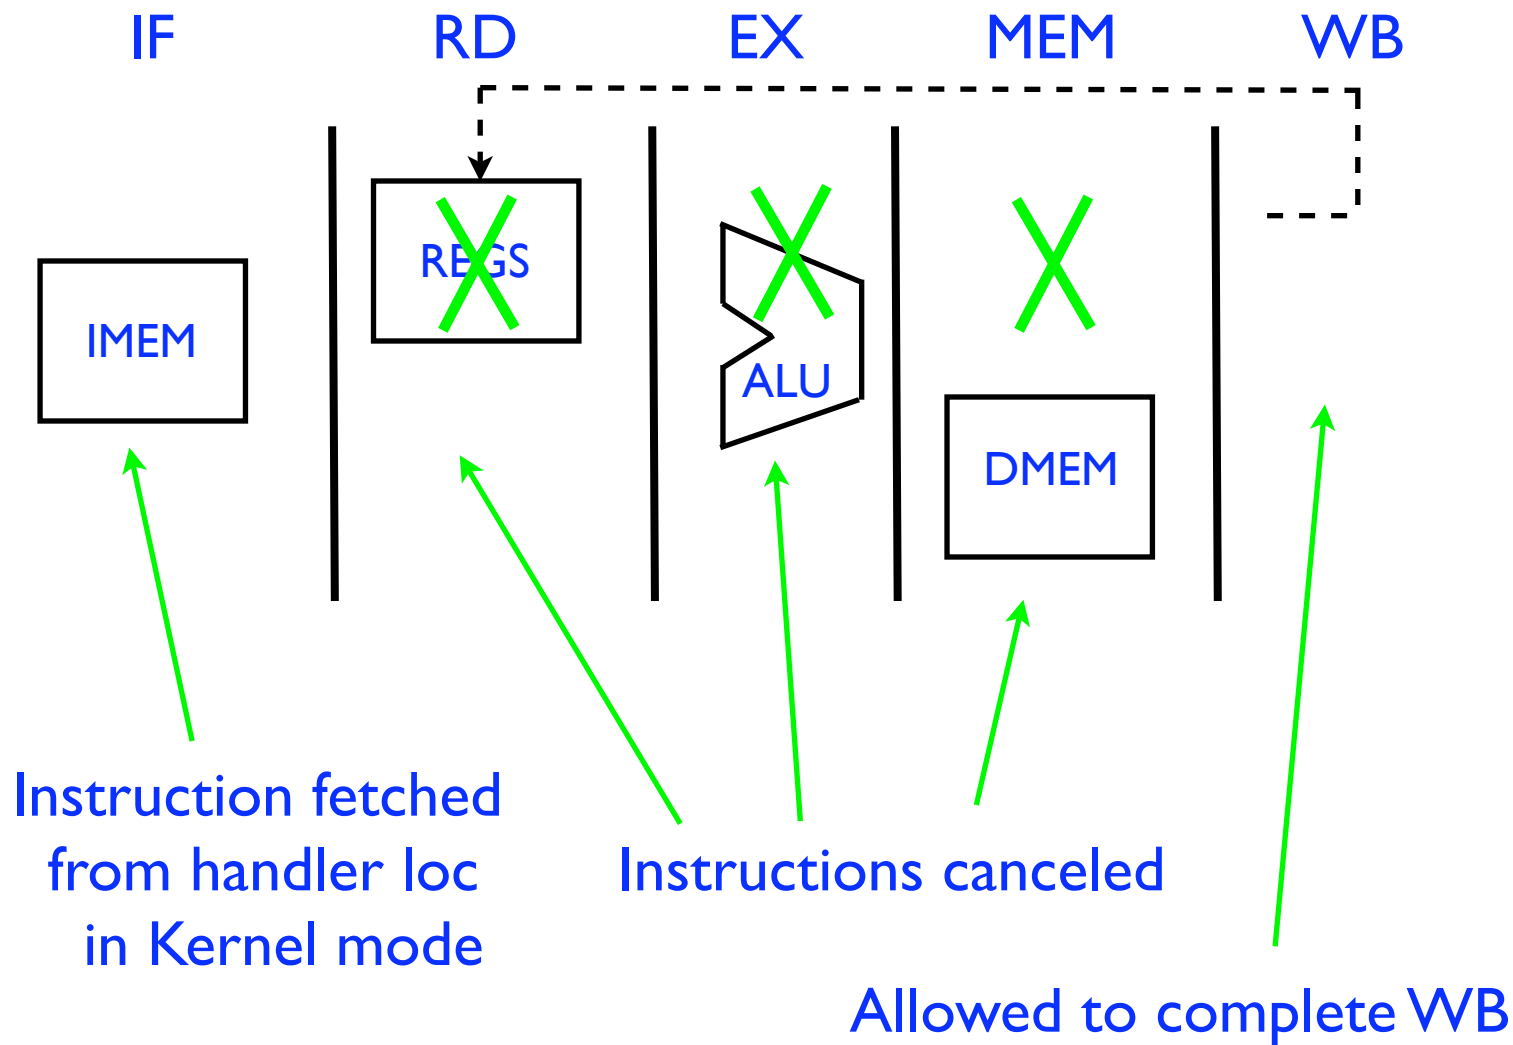 IF RD EX MEM WB
REGS
IMEM
ALU
DMEM
Instruction fetched
from handler loc
in Kernel mode
Instructions canceled
Allowed to complete WB